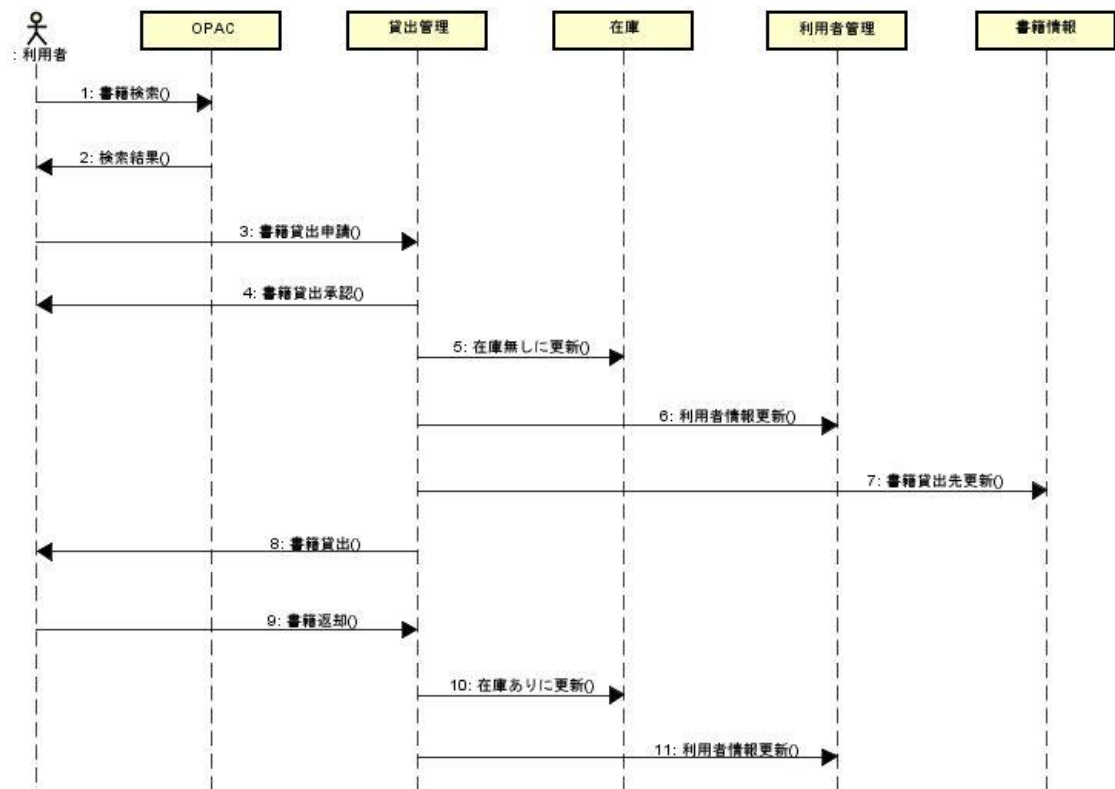 : 利用者
OPAC
貸出管理
在庫
利用者管理
書籍情報
1: 書籍検索()
2: 検索結果()
3: 書籍貸出申請()
4: 書籍貸出承認()
5: 在庫無しに更新()
6: 利用者情報更新()
7: 書籍貸出先更新()
8: 書籍貸出()
9: 書籍返却()
10: 在庫ありに更新()
11: 利用者情報更新()